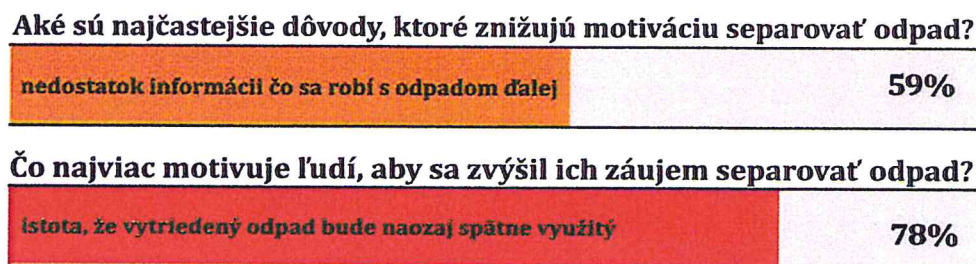 Aké sú najčastejšie dôvody, ktoré znižujú motiváciu separovať odpad?
nedostatok informácii čo sa robí s odpadom ďalej 59%
Čo najviac motivuje ľudí, aby sa zvýšil ich záujem separovať odpad?
istota, že vytriedený odpad bude naozaj spätne využitý 78%